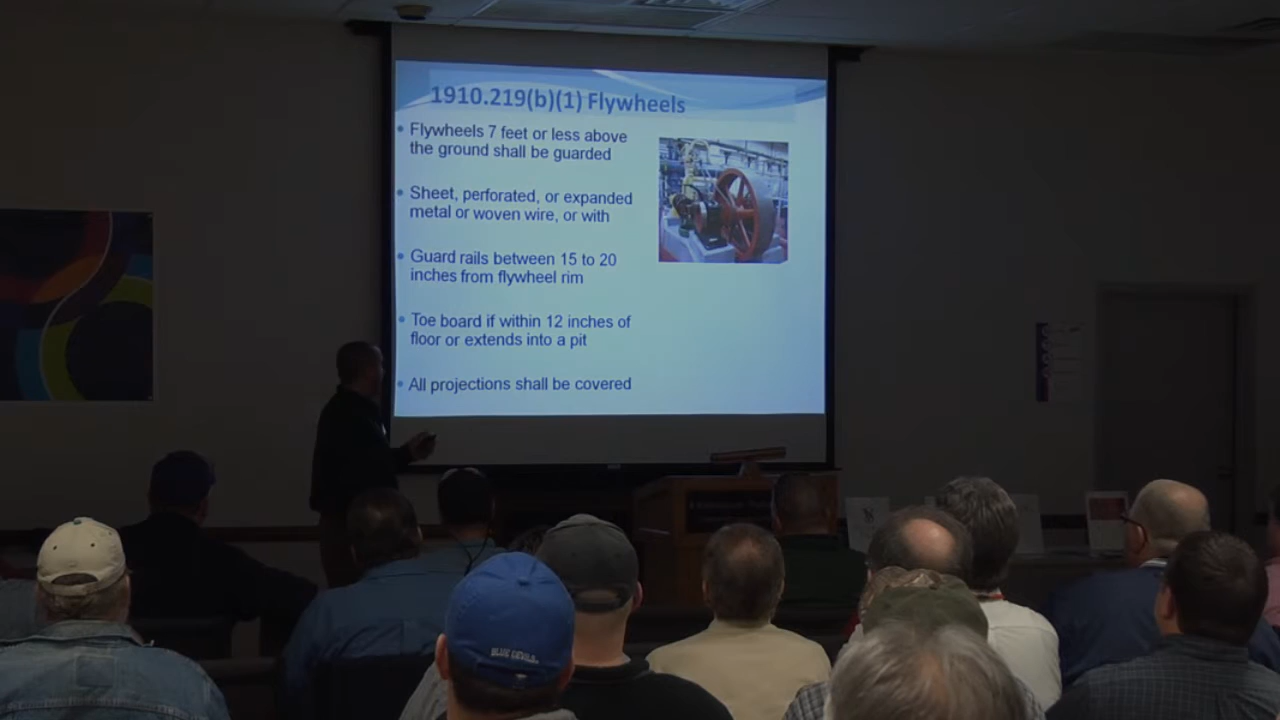 1910.219(b)(1) Flywheels
Flywheels 7 feet or less above
the ground shall be guarded
Sheet, perforated, or expanded
metal or woven wire, or with
Guard rails between 15 to 20
inches from flywheel rim
Toe board if within 12 inches of
floor or extends into a pit
All projections shall be covered
BLUE DEVILS